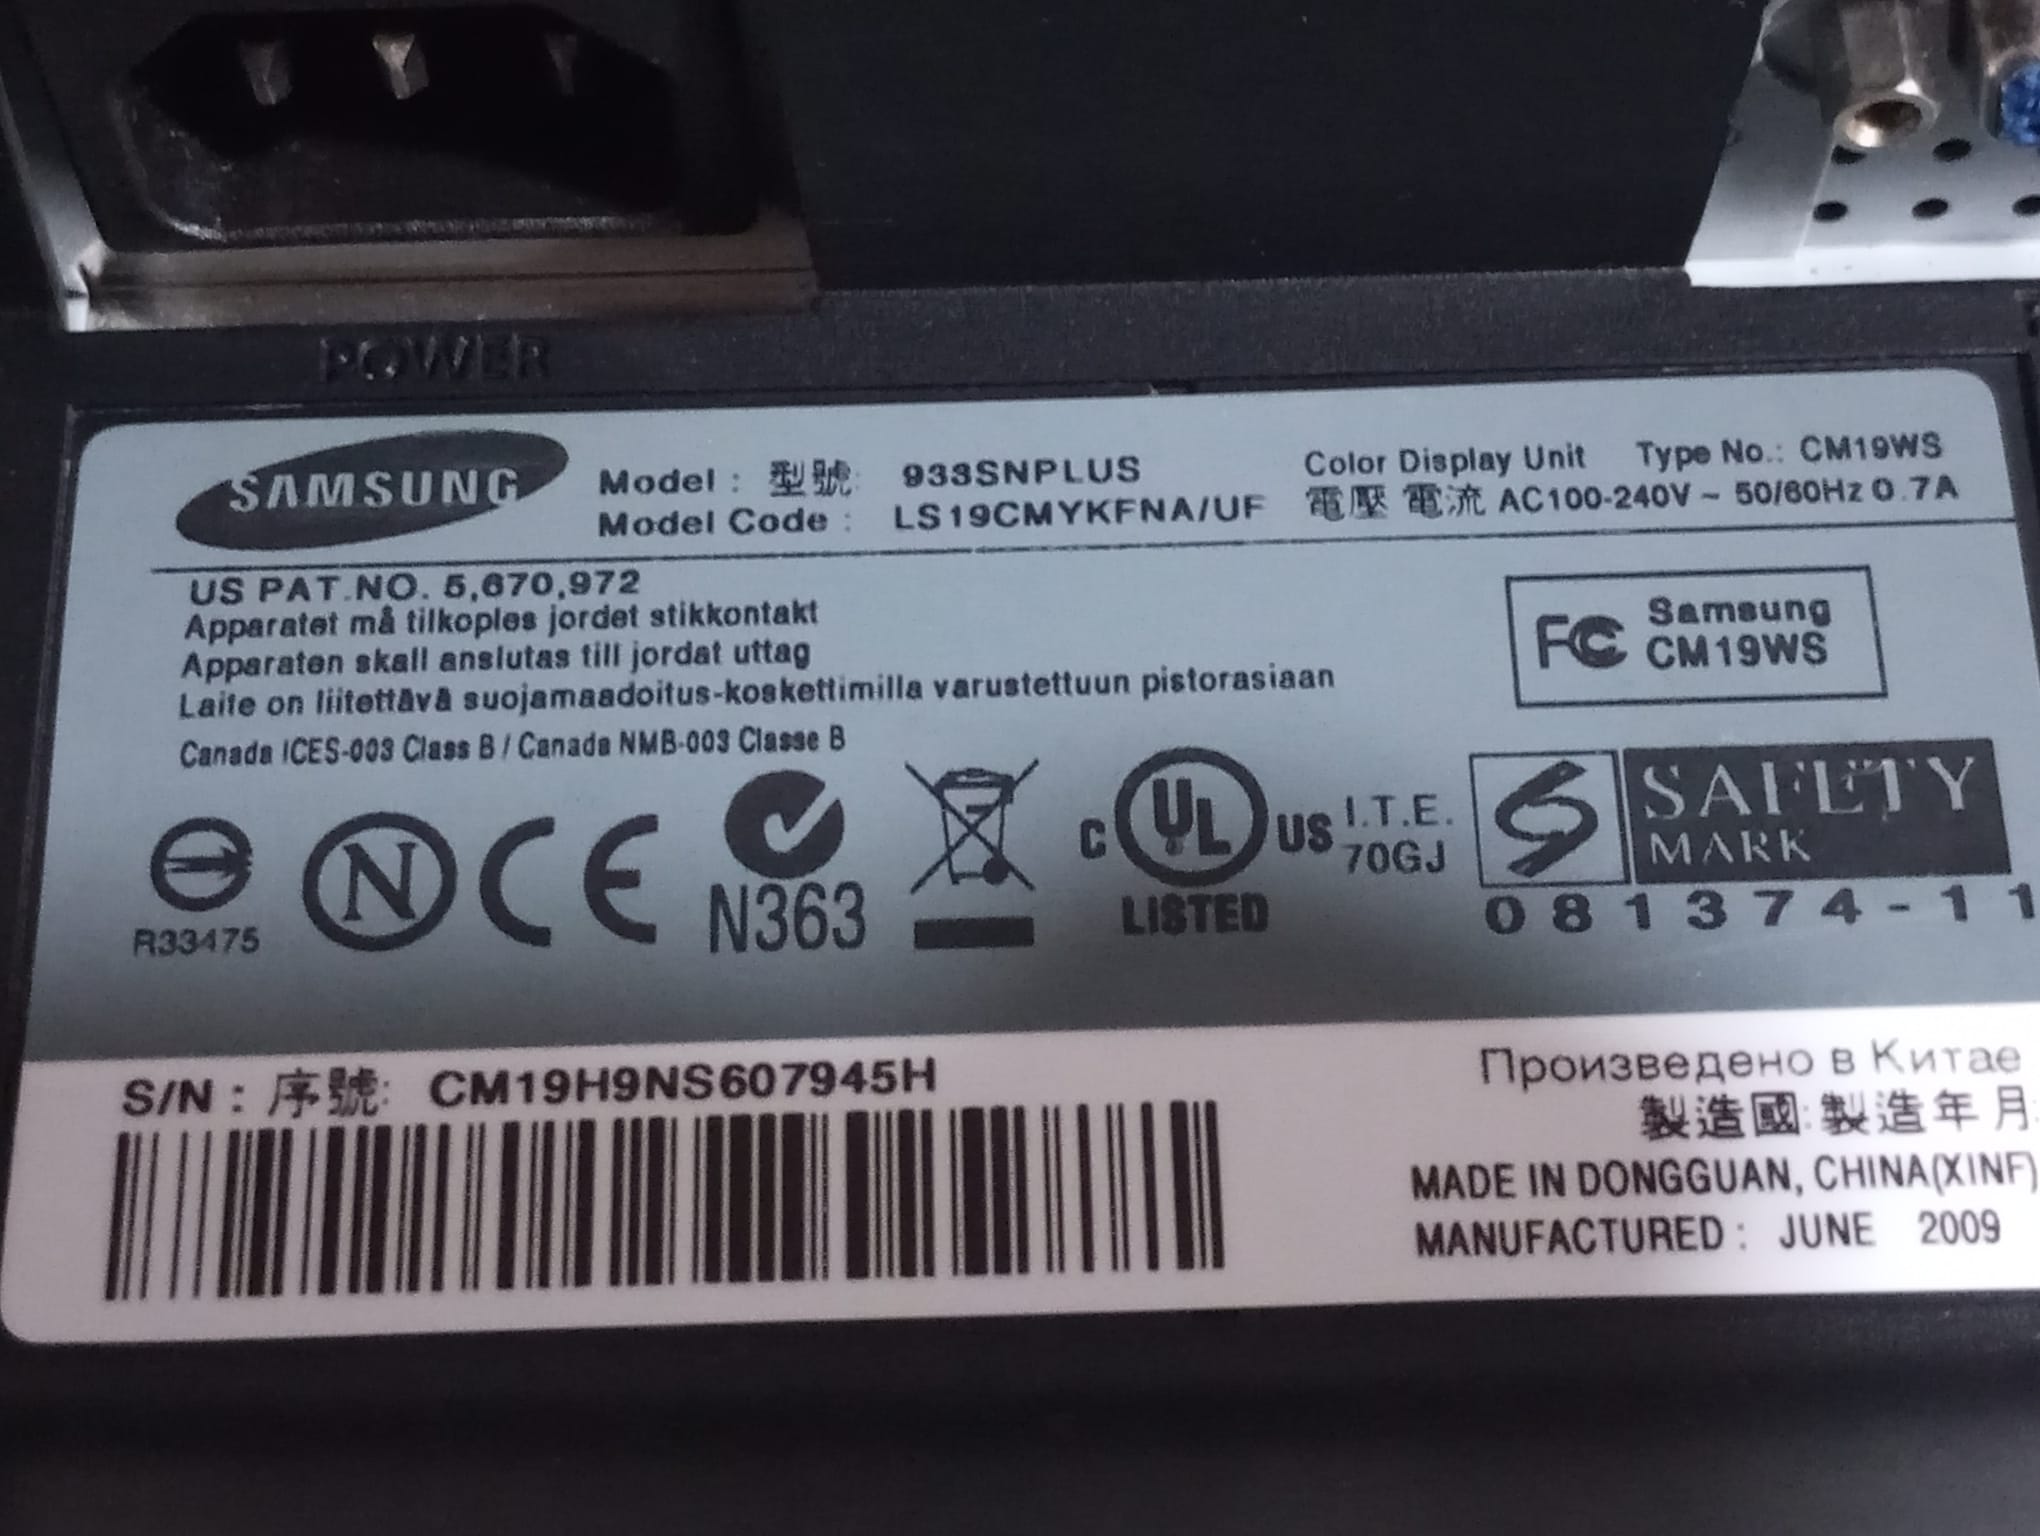 POWER
SAMSUNG
Model : 型號: 933SNPLUS
Model Code : LS19CMYKFNA/UF
Color Display Unit Type No.: CM19WS
電壓 電流 AC100-240V ~ 50/60Hz 0.7A
US PAT.NO. 5,670,972
Apparatet må tilkoples jordet stikkontakt
Apparaten skall anslutas till jordat uttag
Laite on liitettävä suojamaadoitus-koskettimilla varustettuun pistorasiaan
Canada ICES-003 Class B / Canada NMB-003 Classe B
FC Samsung
CM19WS
R33475
N
CE
N363
C UL US
LISTED
I.T.E.
70GJ
SAFETY
MARK
081374-11
S/N : 序號: CM19H9NS607945H
Произведено в Китае
製造國: 製造年月:
MADE IN DONGGUAN, CHINA(XINF)
MANUFACTURED : JUNE 2009